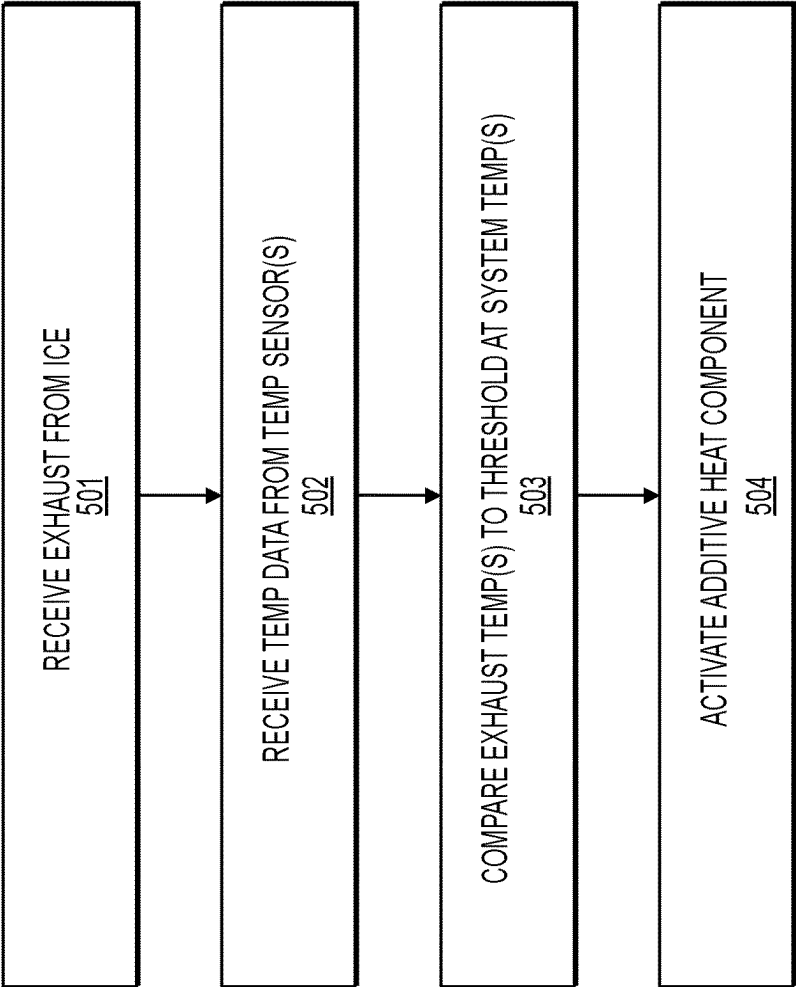 RECEIVE EXHAUST FROM ICE
501
RECEIVE TEMP DATA FROM TEMP SENSOR(S)
502
COMPARE EXHAUST TEMP(S) TO THRESHOLD AT SYSTEM TEMP(S)
503
ACTIVATE ADDITIVE HEAT COMPONENT
504